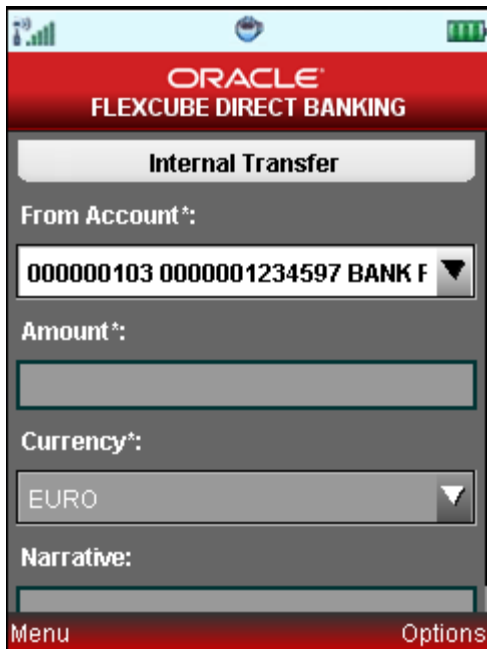 ORACLE®
FLEXCUBE DIRECT BANKING
Internal Transfer
From Account*:
000000103 0000001234597 BANK F
Amount*:
Currency*:
EURO
Narrative:
Menu Options